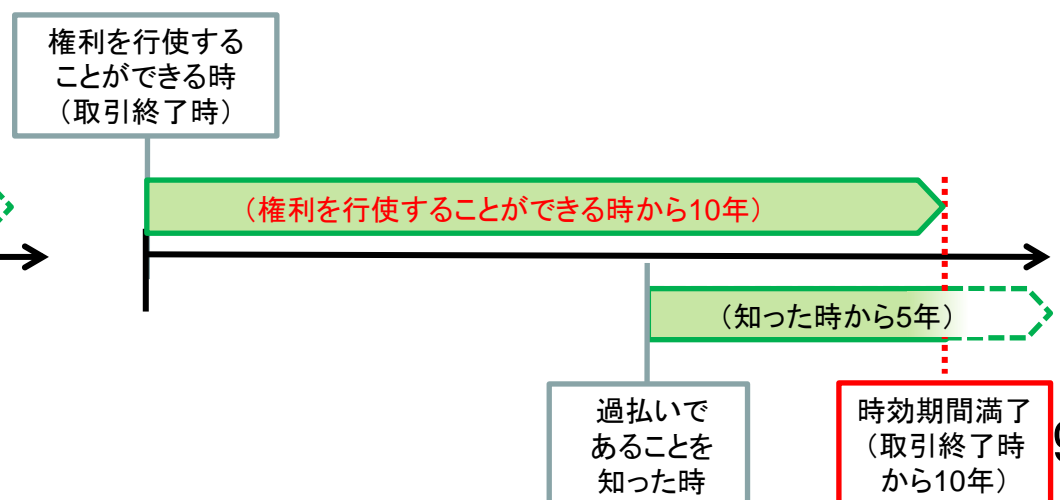 権利を行使する
ことができる時
（取引終了時）
（権利を行使することができる時から10年）
（知った時から5年）
過払いで
あることを
知った時
時効期間満了
（取引終了時
から10年）